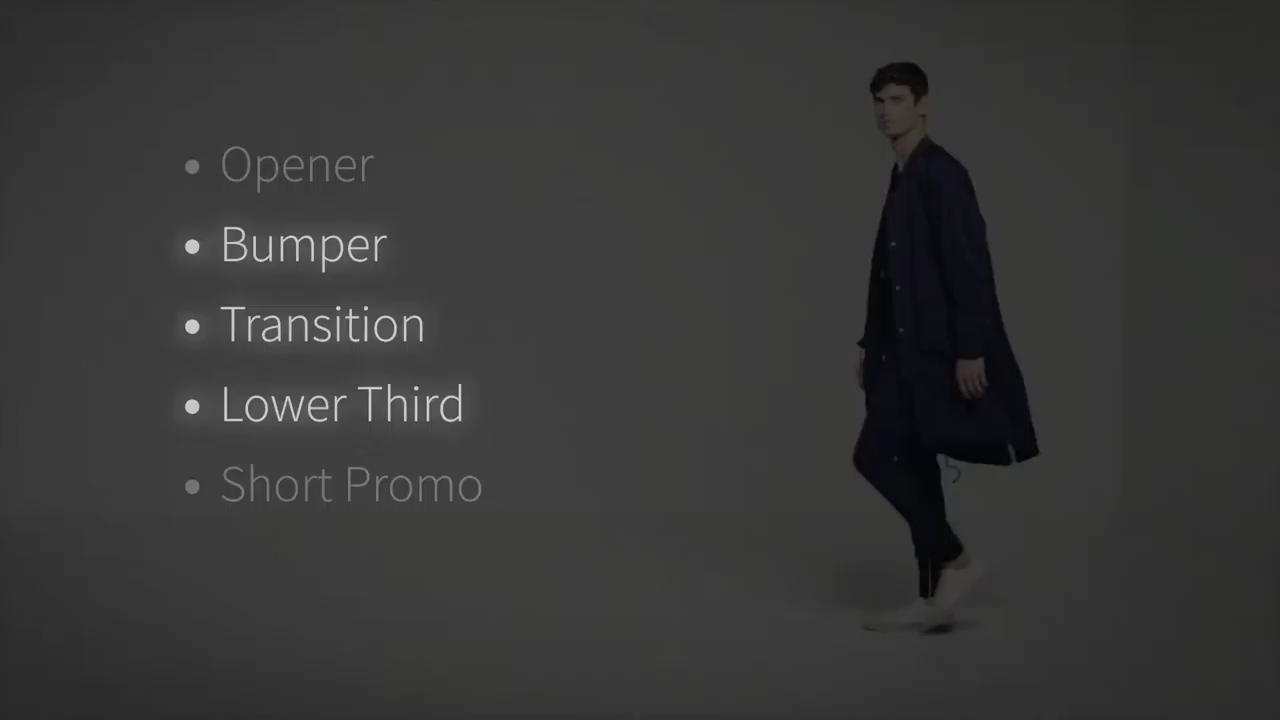 • Opener
• Bumper
• Transition
• Lower Third
• Short Promo